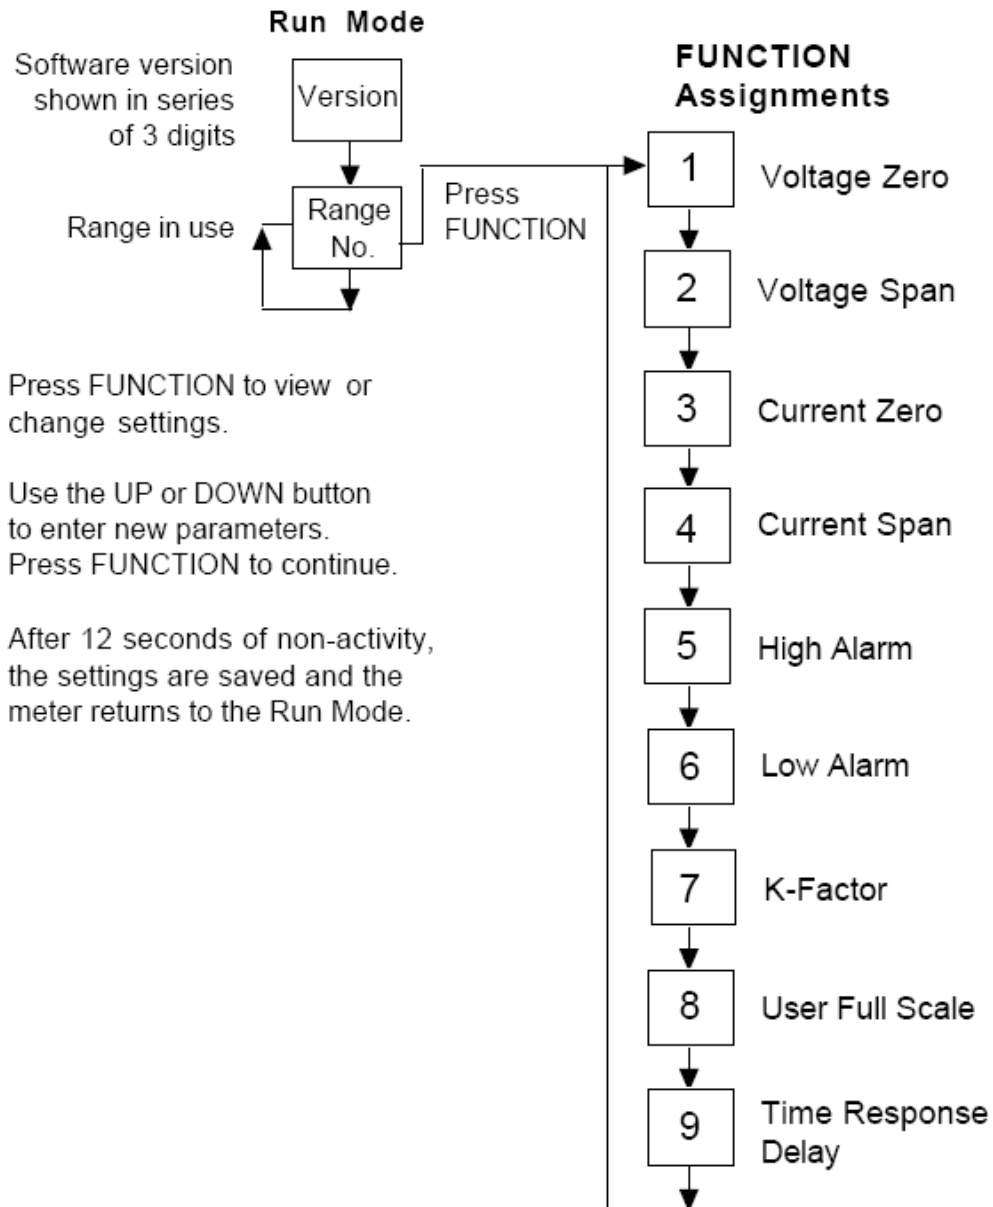 Run Mode
Software version
shown in series
of 3 digits
Version
Range in use
Range
No.
Press
FUNCTION
Press FUNCTION to view or
change settings.
Use the UP or DOWN button
to enter new parameters.
Press FUNCTION to continue.
After 12 seconds of non-activity,
the settings are saved and the
meter returns to the Run Mode.
FUNCTION
Assignments
1 Voltage Zero
2 Voltage Span
3 Current Zero
4 Current Span
5 High Alarm
6 Low Alarm
7 K-Factor
8 User Full Scale
9 Time Response
Delay